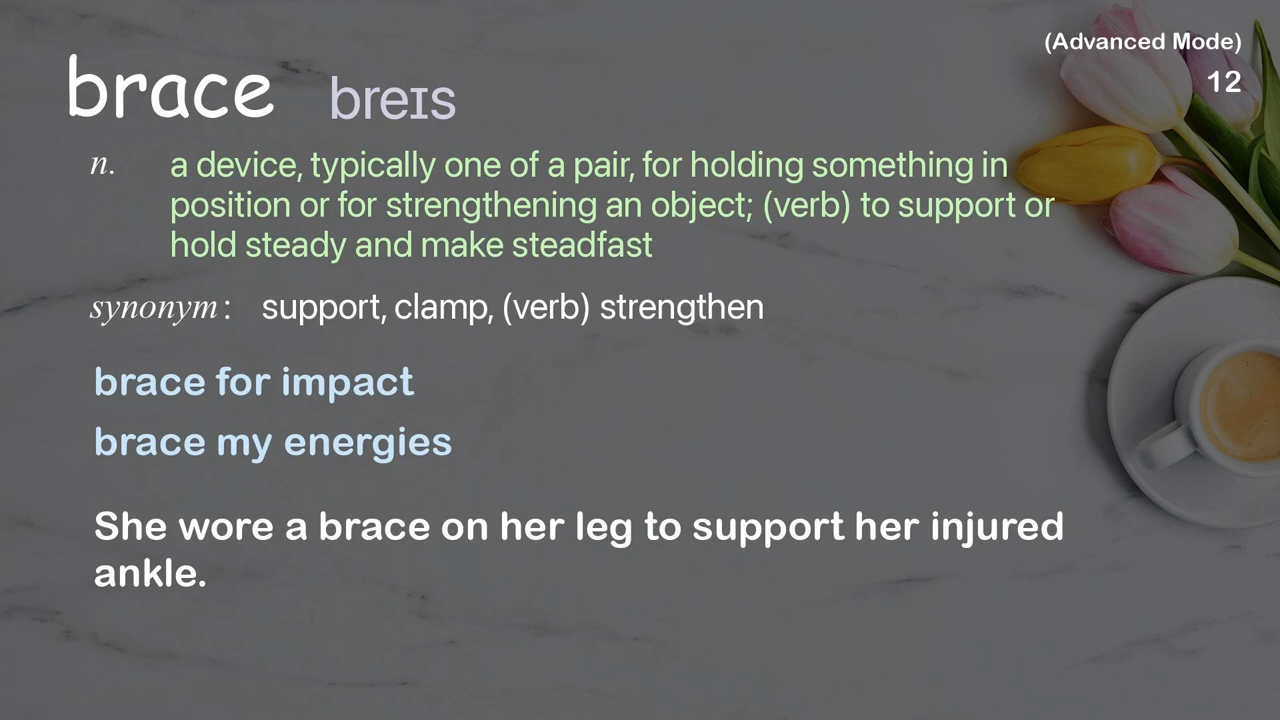 (Advanced Mode)
12
brace breɪs
n. a device, typically one of a pair, for holding something in
position or for strengthening an object; (verb) to support or
hold steady and make steadfast
synonym: support, clamp, (verb) strengthen
brace for impact
brace my energies
She wore a brace on her leg to support her injured
ankle.